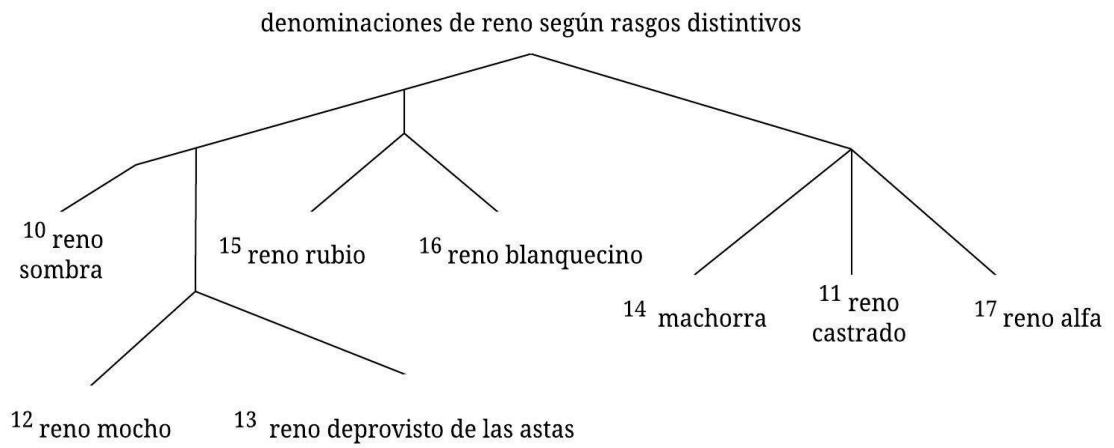 denominaciones de reno según rasgos distintivos
10 reno
sombra
15 reno rubio
16 reno blanquecino
14 machorra
11 reno
castrado
17 reno alfa
12 reno mocho
13 reno deprovisto de las astas